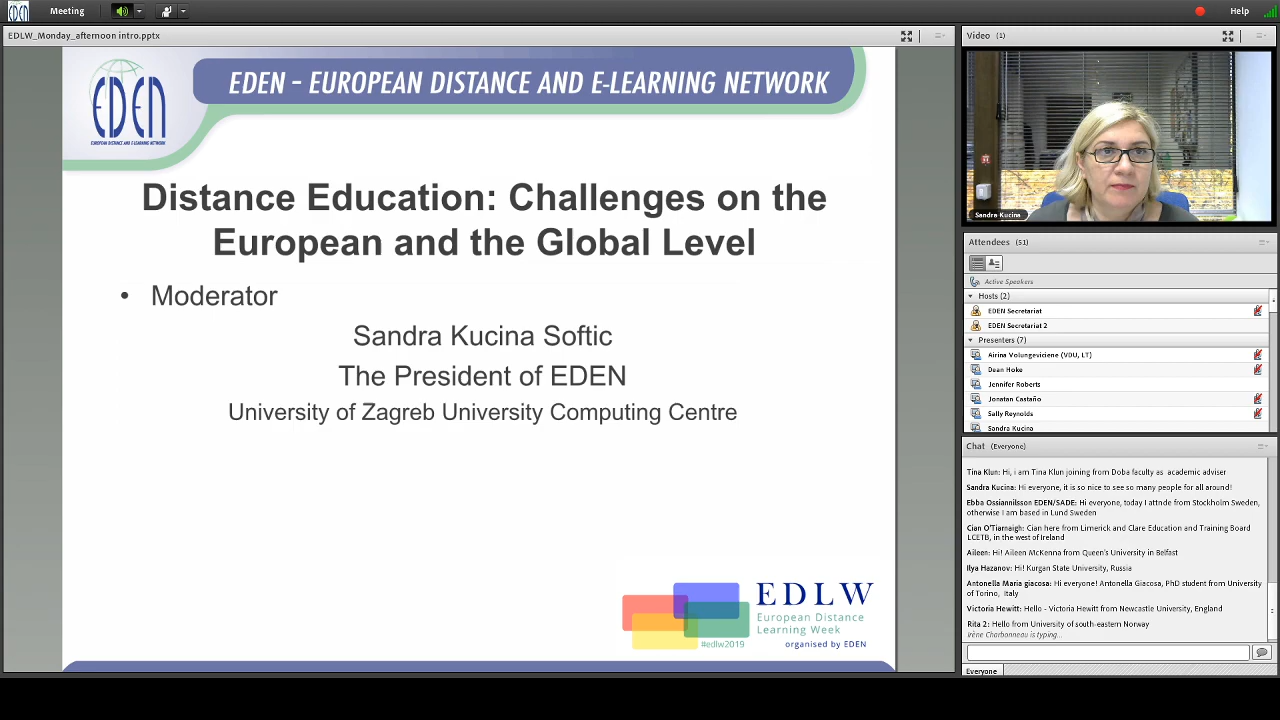 Meeting
Help
EDLW_Monday_afternoon intro.pptx
EDEN
EUROPEAN DISTANCE AND E-LEARNING NETWORK
EDEN – EUROPEAN DISTANCE AND E-LEARNING NETWORK
Distance Education: Challenges on the
European and the Global Level
• Moderator
Sandra Kucina Softic
The President of EDEN
University of Zagreb University Computing Centre
EDLW
European Distance
Learning Week
#edlw2019
organised by EDEN
Video (1)
Sandra Kucina
Attendees (51)
Active Speakers
Hosts (2)
EDEN Secretariat
EDEN Secretariat 2
Presenters (7)
Airina Volungeviciene (VDU, LT)
Dean Hoke
Jennifer Roberts
Jonatan Castaño
Sally Reynolds
Sandra Kucina
Chat (Everyone)
Tina Klun: Hi, i am Tina Klun joining from Doba faculty as academic adviser
Sandra Kucina: Hi everyone, it is so nice to see so many people for all around!
Ebba Ossiannilsson EDEN/SADE: Hi everyone, today I attnde from Stockholm Sweden,
otherwise I am based in Lund Sweden
Cian O'Tiarnaigh: Cian here from Limerick and Clare Education and Training Board
LCETB, in the west of Ireland
Aileen: Hi! Aileen McKenna from Queen's University in Belfast
Ilya Hazanov: Hi! Kurgan State University, Russia
Antonella Maria giacosa: Hi everyone! Antonella Giacosa, PhD student from University
of Torino, Italy
Victoria Hewitt: Hello - Victoria Hewitt from Newcastle University, England
Rita 2: Hello from University of south-eastern Norway
Irène Charbonneau is typing...
Everyone